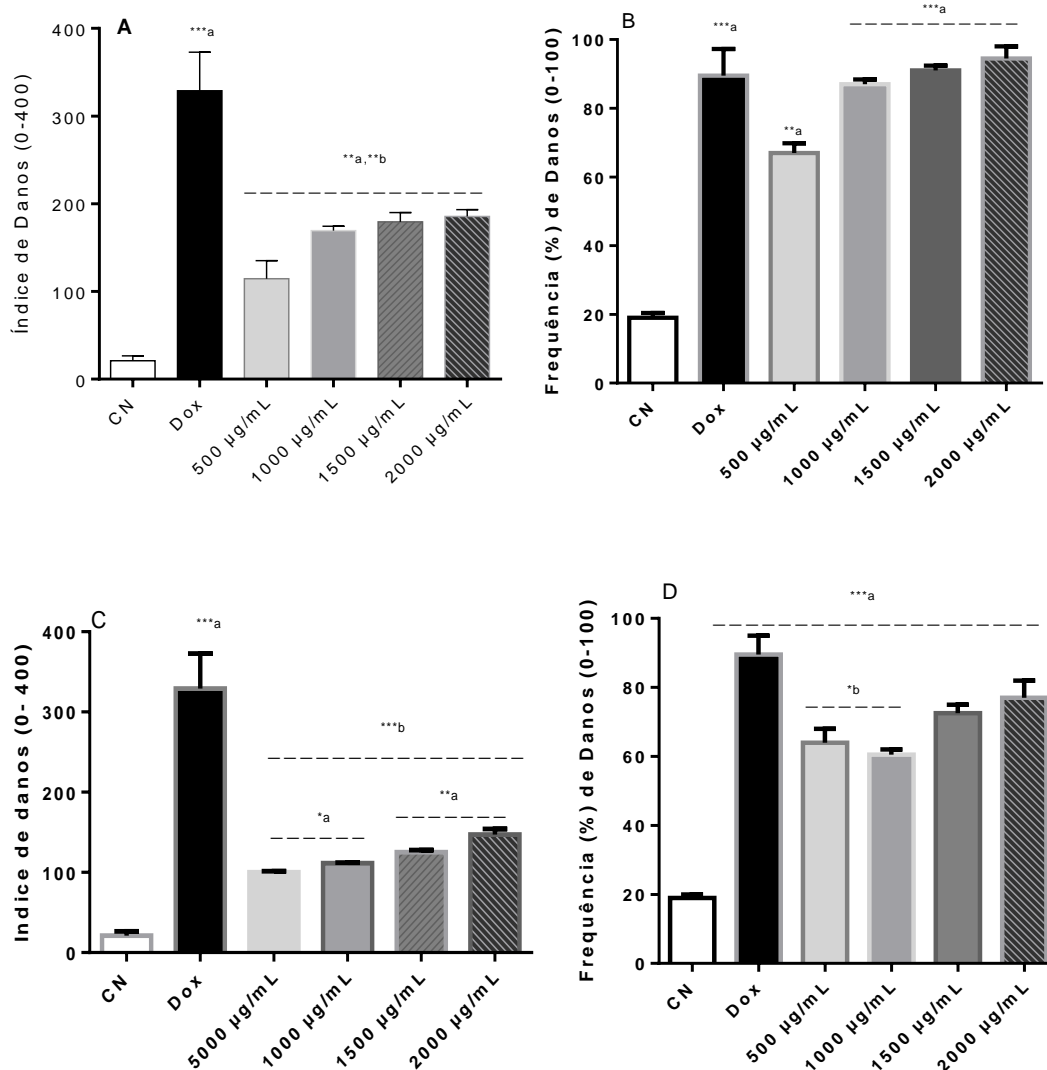 A
Índice de Danos (0-400)
400
300
200
100
0
***a
**a,**b
CN
Dox
500 µg/mL
1000 µg/mL
1500 µg/mL
2000 µg/mL
B
Frequência (%) de Danos (0-100)
100
80
60
40
20
0
***a
**a
***a
CN
Dox
500 µg/mL
1000 µg/mL
1500 µg/mL
2000 µg/mL
C
Indice de danos (0- 400)
400
300
200
100
0
***a
***b
*a
**a
CN
Dox
5000 µg/mL
1000 µg/mL
1500 µg/mL
2000 µg/mL
D
Frequência (%) de Danos (0-100)
100
80
60
40
20
0
***a
*b
CN
Dox
500 µg/mL
1000 µg/mL
1500 µg/mL
2000 µg/mL